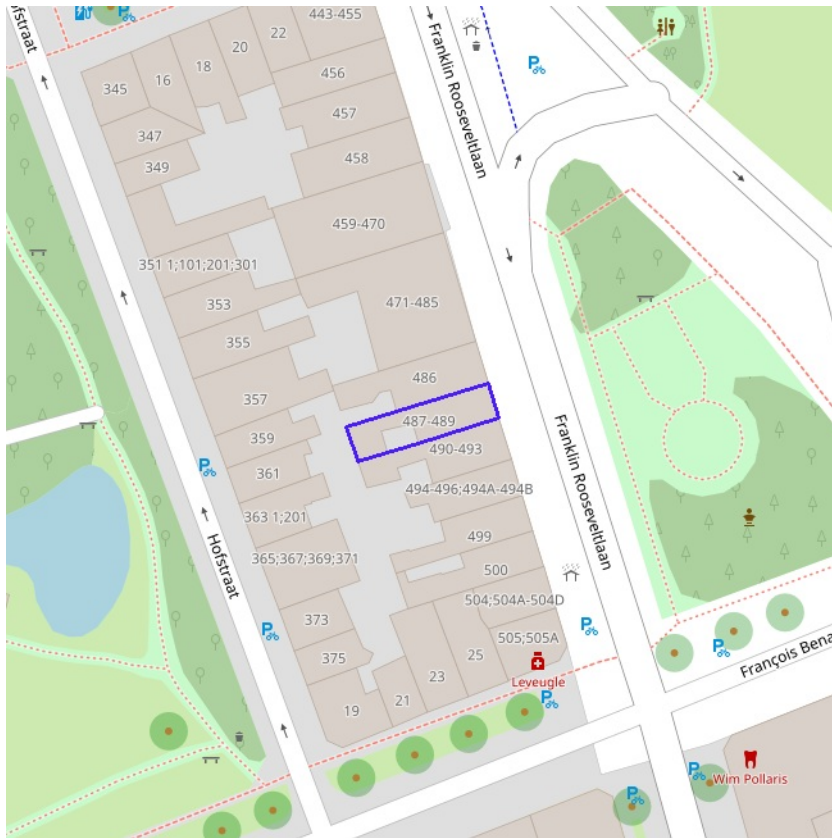 Hofstraat
443-455
22
20
18
16
345
456
457
347
349
458
Franklin Rooseveltlaan
459-470
351 1;101;201;301
353
471-485
355
486
357
487-489
359
490-493
361
494-496;494A-494B
363 1;201
499
365;367;369;371
500
Franklin Rooseveltlaan
Hofstraat
504;504A-504D
373
505;505A
375
25
23
Leveugle
21
19
François Bena
Wim Pollaris
P
P
P
P
P
P
P
P
P
P